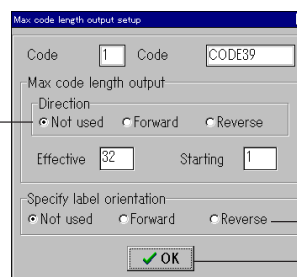 Max code length output setup
Code 1 Code CODE39
Max code length output
Direction
Not used Forward Reverse
Effective 32 Starting 1
Specify label orientation
Not used Forward Reverse
OK